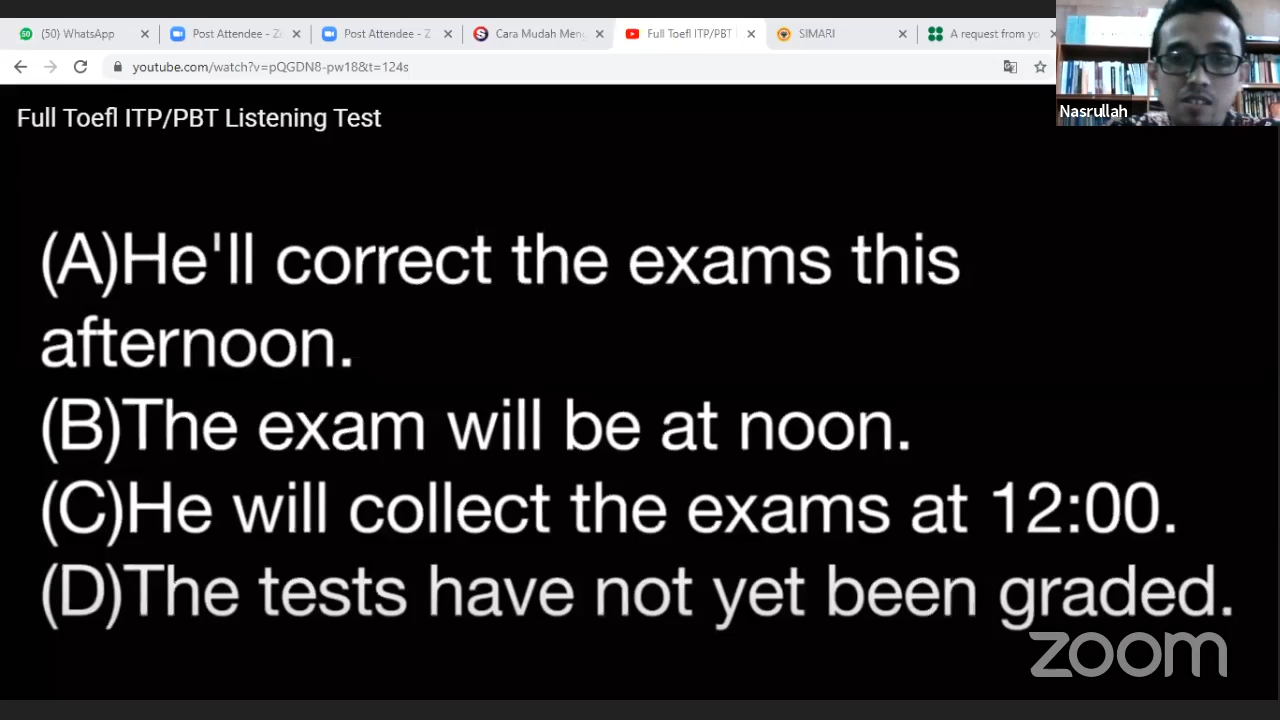 (50) WhatsApp
Post Attendee - Z
Post Attendee - Z
Cara Mudah Men
Full Toefl ITP/PBT
SIMARI
A request from yo
youtube.com/watch?v=pQGDN8-pw18&t=124s
Nasrullah
Full Toefl ITP/PBT Listening Test
(A)He'll correct the exams this
afternoon.
(B)The exam will be at noon.
(C)He will collect the exams at 12:00.
(D)The tests have not yet been graded.
zoom